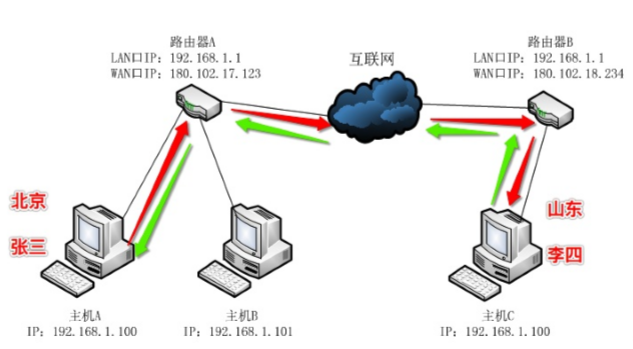 路由器A
LAN口IP: 192.168.1.1
WAN口IP: 180.102.17.123
互联网
路由器B
LAN口IP: 192.168.1.1
WAN口IP: 180.102.18.234
北京
张三
山东
李四
主机A
IP: 192.168.1.100
主机B
IP: 192.168.1.101
主机C
IP: 192.168.1.100